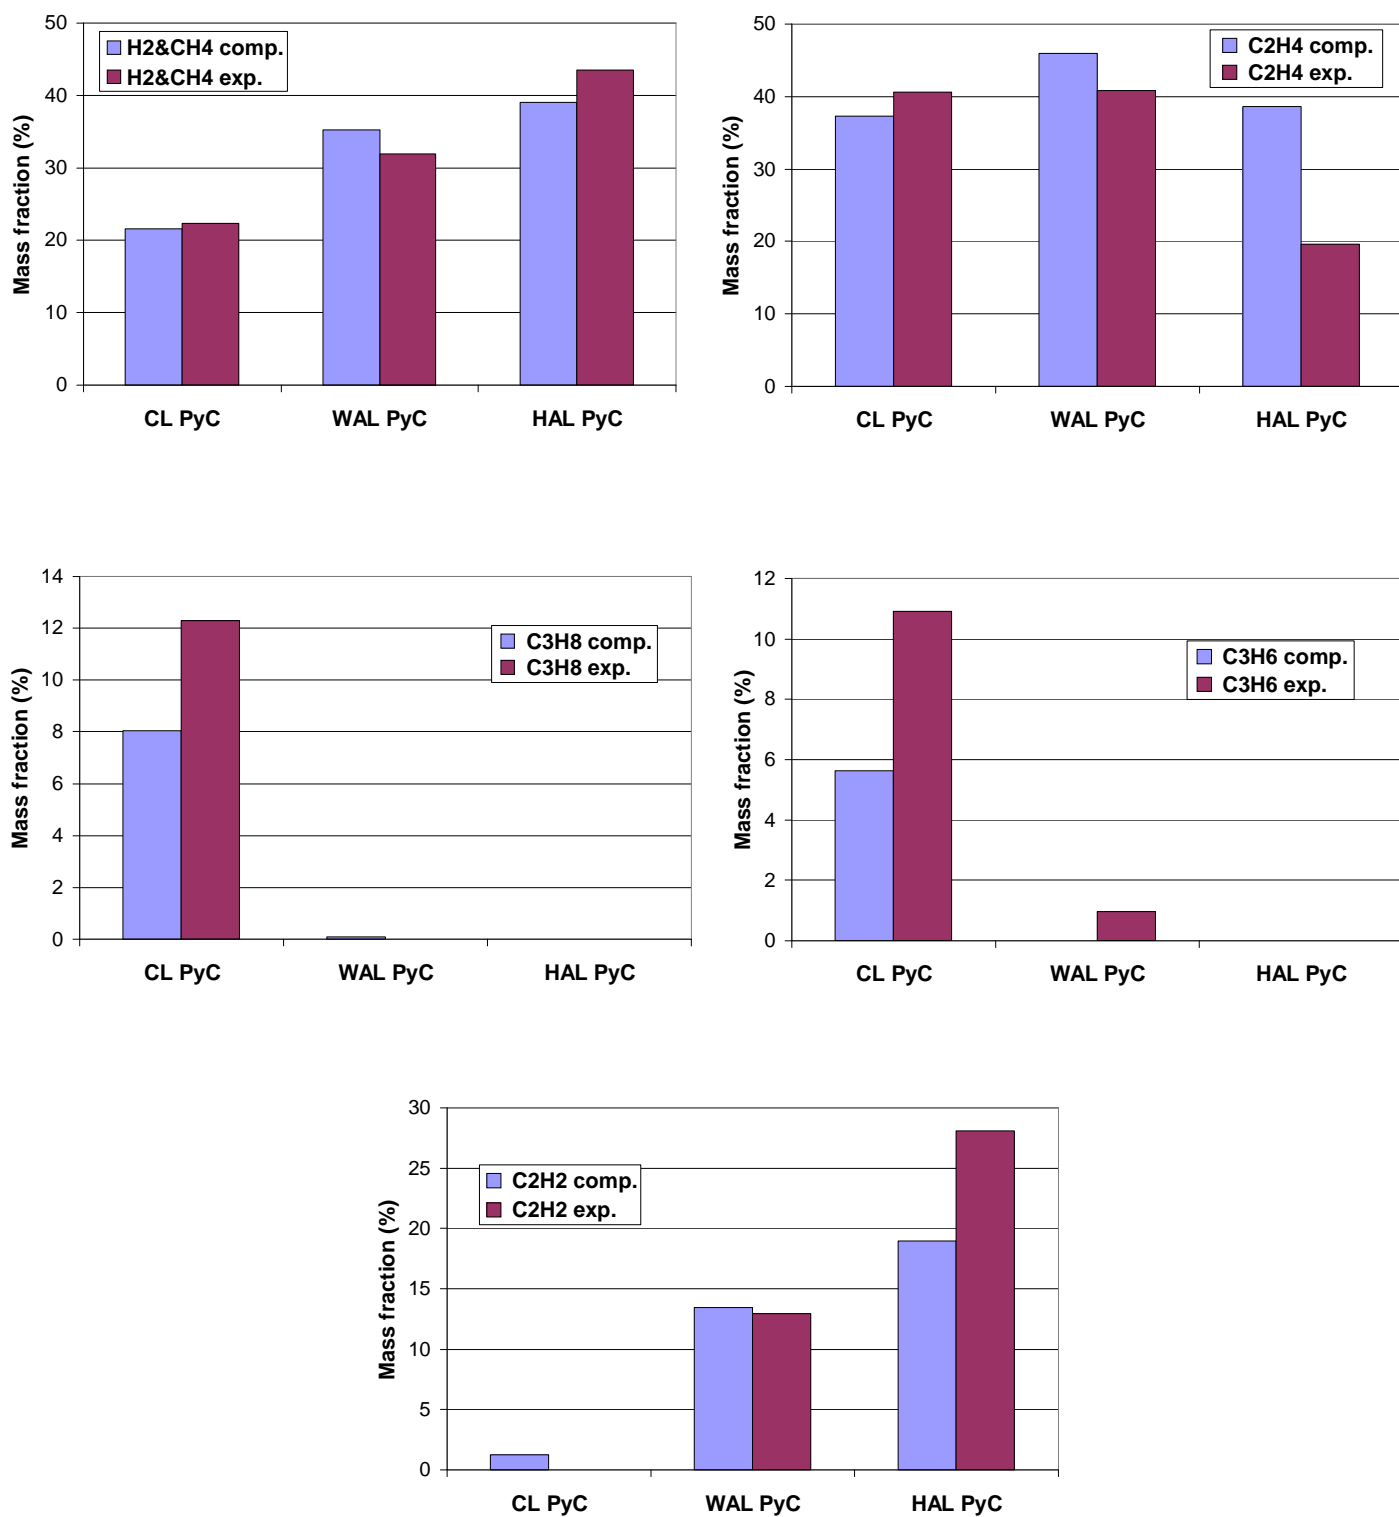 Mass fraction (%)
50
40
30
20
10
0
H2&CH4 comp.
H2&CH4 exp.
CL PyC WAL PyC HAL PyC
Mass fraction (%)
50
40
30
20
10
0
C2H4 comp.
C2H4 exp.
CL PyC WAL PyC HAL PyC
Mass fraction (%)
14
12
10
8
6
4
2
0
C3H8 comp.
C3H8 exp.
CL PyC WAL PyC HAL PyC
Mass fraction (%)
12
10
8
6
4
2
0
C3H6 comp.
C3H6 exp.
CL PyC WAL PyC HAL PyC
Mass fraction (%)
30
25
20
15
10
5
0
C2H2 comp.
C2H2 exp.
CL PyC WAL PyC HAL PyC